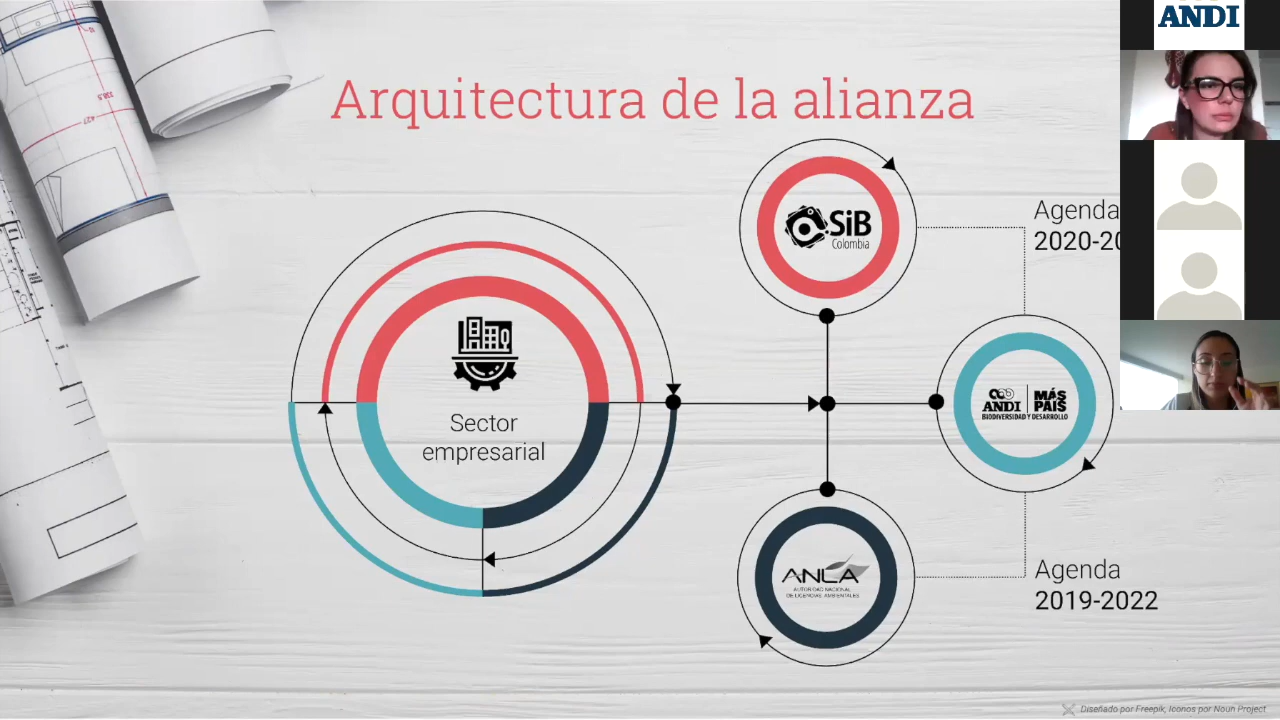 Arquitectura de la alianza
ANDI
SiB
Colombia
Agenda
2020-20
Sector
empresarial
ANDI
MÁS
PAÍS
BIODIVERSIDAD Y DESARROLLO
ANLA
AUTORIDAD NACIONAL
DE LICENCIAS AMBIENTALES
Agenda
2019-2022
Diseñado por Freepik, Iconos por Noun Project